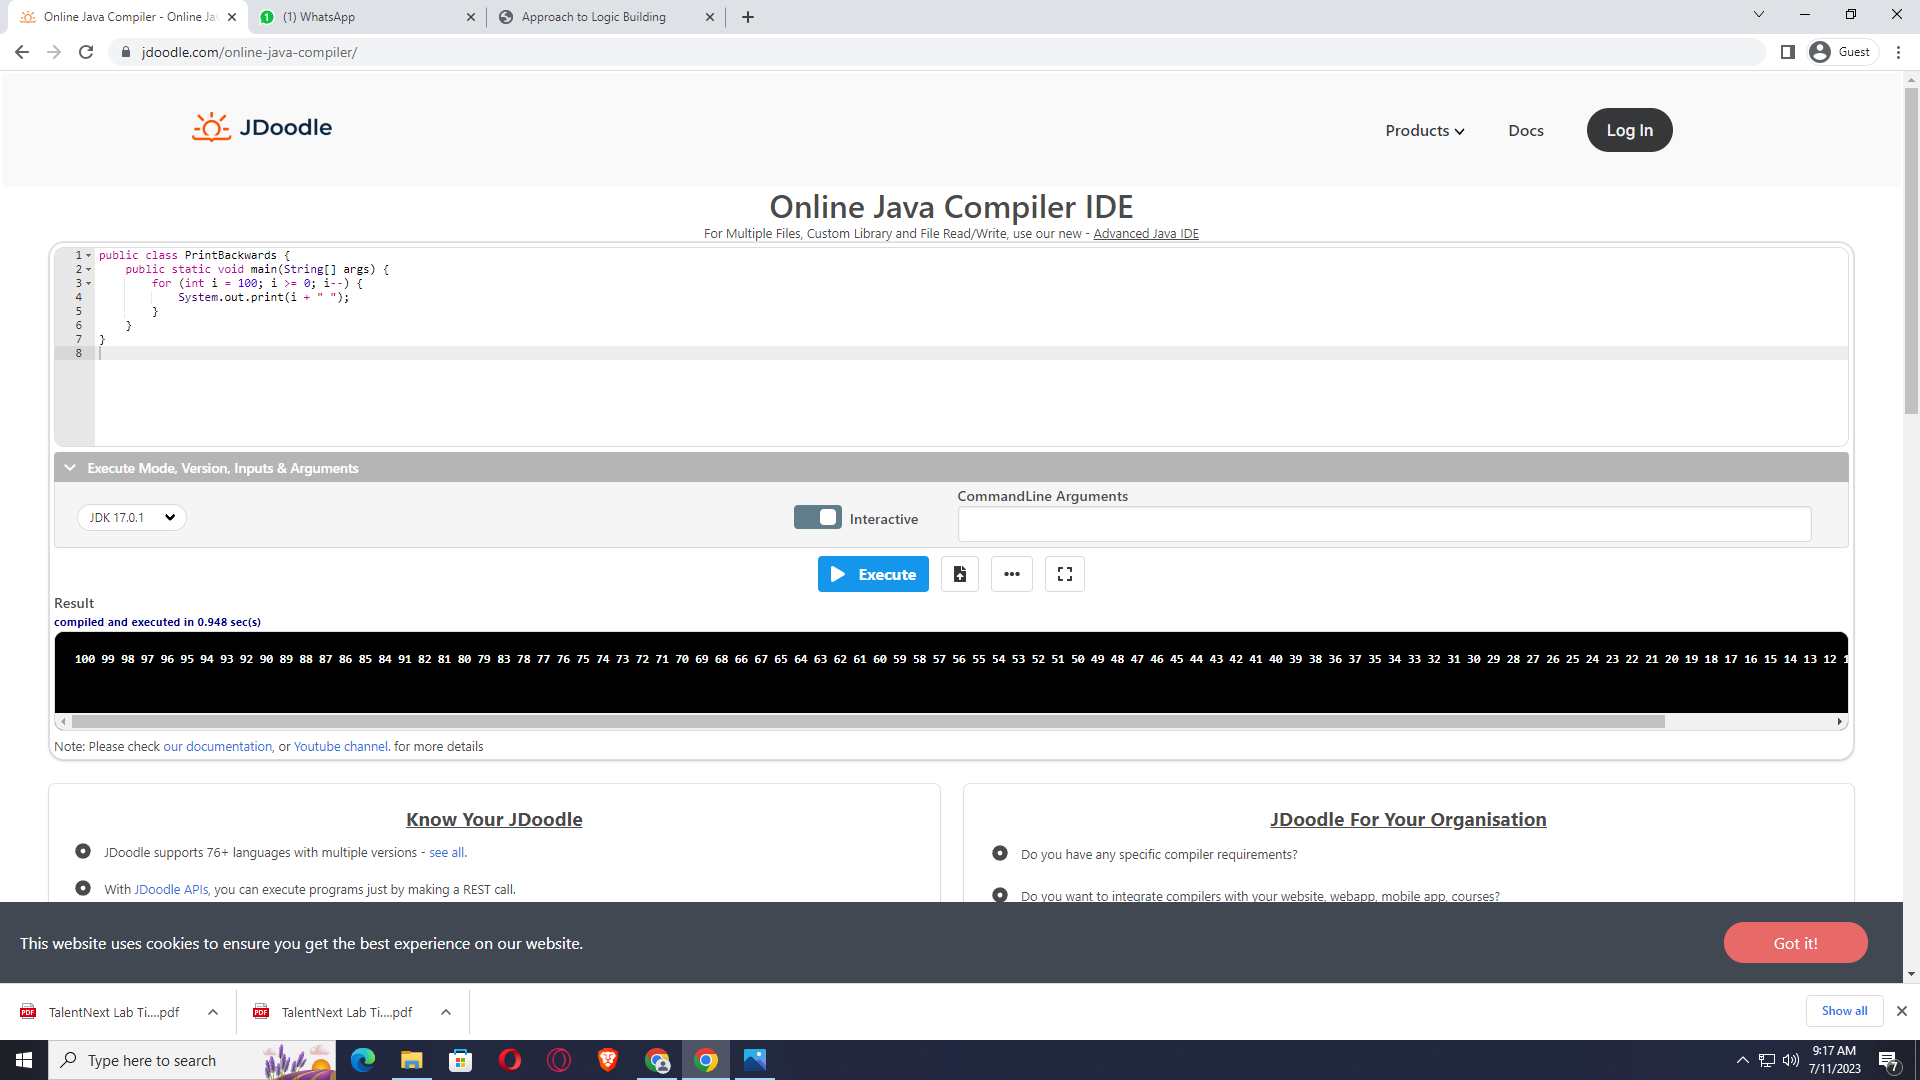 Online Java Compiler - Online Ja
(1) WhatsApp
Approach to Logic Building
jdoodle.com/online-java-compiler/
Guest
JDoodle
Products
Docs
Log In
Online Java Compiler IDE
For Multiple Files, Custom Library and File Read/Write, use our new - Advanced Java IDE
1 public class PrintBackwards {
2 public static void main(String[] args) {
3 for (int i = 100; i >= 0; i--) {
4 System.out.print(i + " ");
5 }
6 }
7 }
8
Execute Mode, Version, Inputs & Arguments
JDK 17.0.1
Interactive
CommandLine Arguments
Execute
Result
compiled and executed in 0.948 sec(s)
100 99 98 97 96 95 94 93 92 90 89 88 87 86 85 84 91 82 81 80 79 83 78 77 76 75 74 73 72 71 70 69 68 66 67 65 64 63 62 61 60 59 58 57 56 55 54 53 52 51 50 49 48 47 46 45 44 43 42 41 40 39 38 36 37 35 34 33 32 31 30 29 28 27 26 25 24 23 22 21 20 19 18 17 16 15 14 13 12 1
Note: Please check our documentation, or Youtube channel. for more details
Know Your JDoodle
JDoodle supports 76+ languages with multiple versions - see all.
With JDoodle APIs, you can execute programs just by making a REST call.
JDoodle For Your Organisation
Do you have any specific compiler requirements?
Do you want to integrate compilers with your website, webapp, mobile app, courses?
This website uses cookies to ensure you get the best experience on our website.
Got it!
TalentNext Lab Ti....pdf
TalentNext Lab Ti....pdf
Show all
Type here to search
9:17 AM
7/11/2023
7